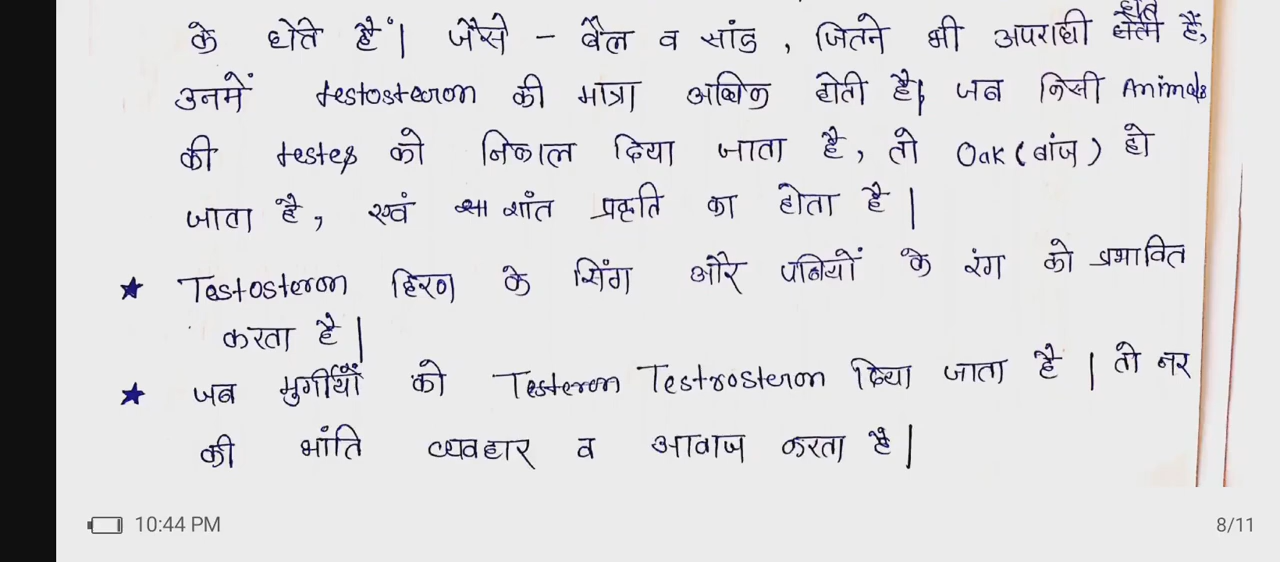 के होते है। जैसे - बैल व सांड, जितने भी अपराधी होते हैं,
उनमें testosteron की मात्रा अधिक होती है, जब किसी Animals
की testes को निकाल दिया जाता है, तो Oak (बांज) हो
जाता है, एवं शांत प्रकृति का होता है |
★ Testosteron हिरण के सिंग और पक्षियों के रंग को प्रभावित
करता है |
★ जब मुर्गीयों को Testeron Testrosteron दिया जाता है | तो नर
की भांति व्यवहार व आवाज करता है |
10:44 PM
8/11